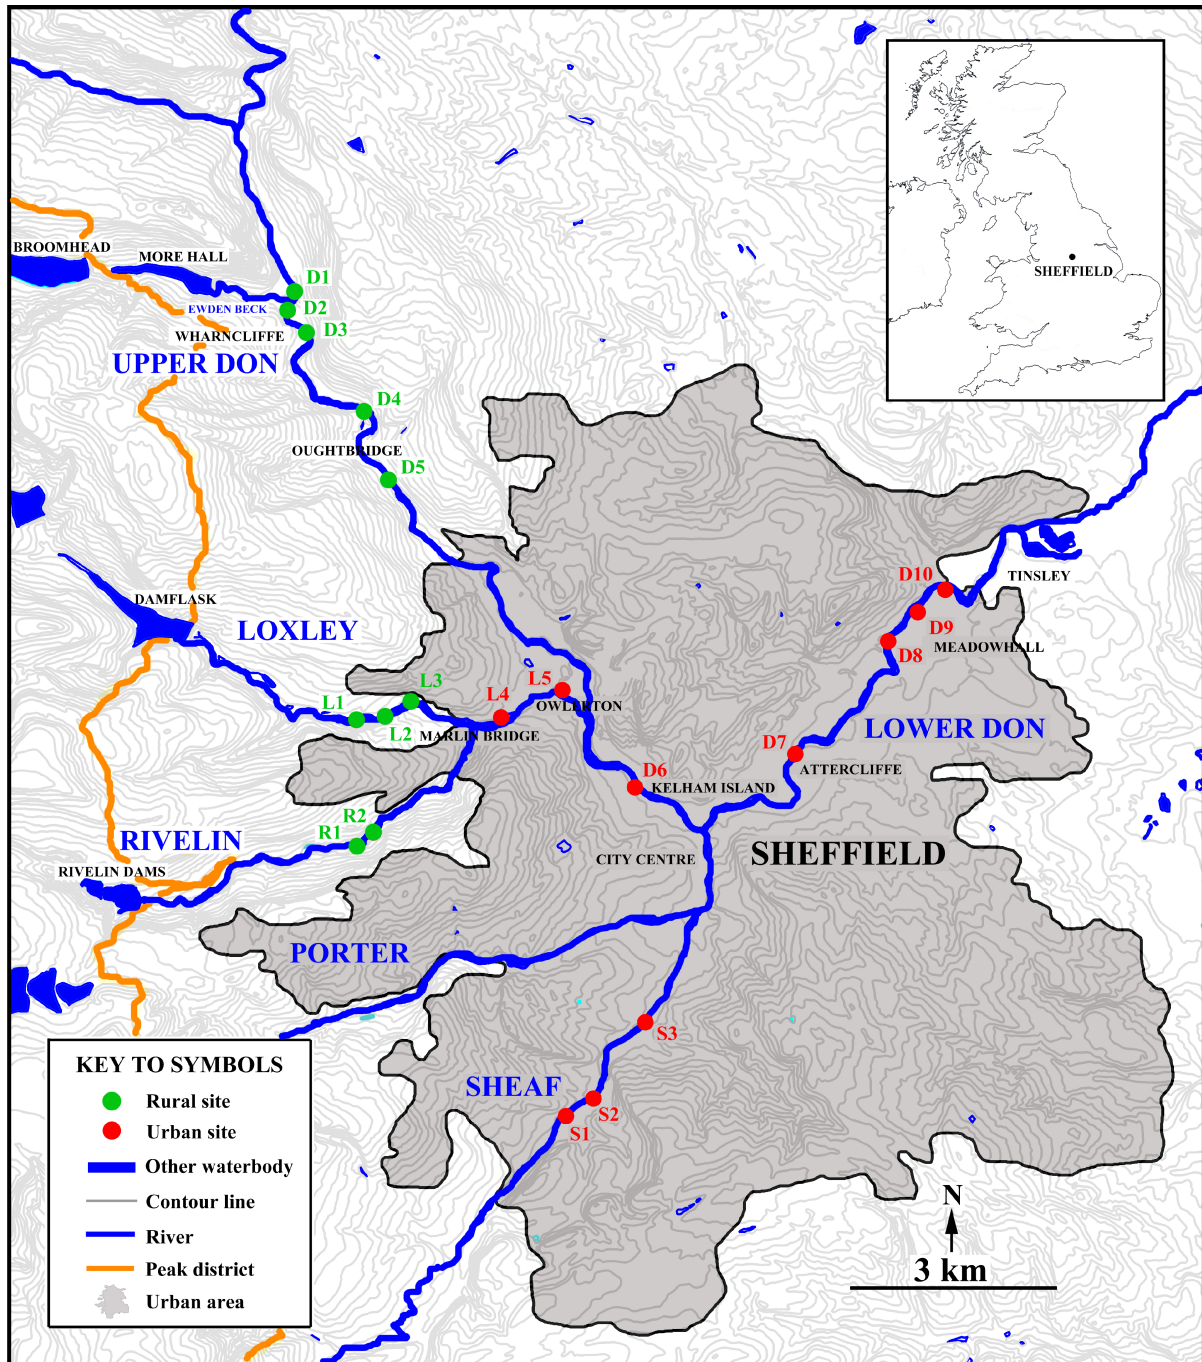 BROOMHEAD
MORE HALL
SHEFFIELD
D1
EWDEN BECK
D2
WHARNCLIFFE
D3
UPPER DON
D4
OUGHTBRIDGE
D5
D10
TINSLEY
DAMFLASK
LOXLEY
D9
MEADOWHALL
D8
L3
L5
L4
OWLERTON
L1
L2
MARLIN BRIDGE
LOWER DON
D7
ATTERCLIFFE
D6
KELHAM ISLAND
R2
R1
RIVELIN
CITY CENTRE
SHEFFIELD
RIVELIN DAMS
PORTER
S3
SHEAF
S2
S1
KEY TO SYMBOLS
Rural site
Urban site
Other waterbody
Contour line
River
Peak district
Urban area
N
3 km